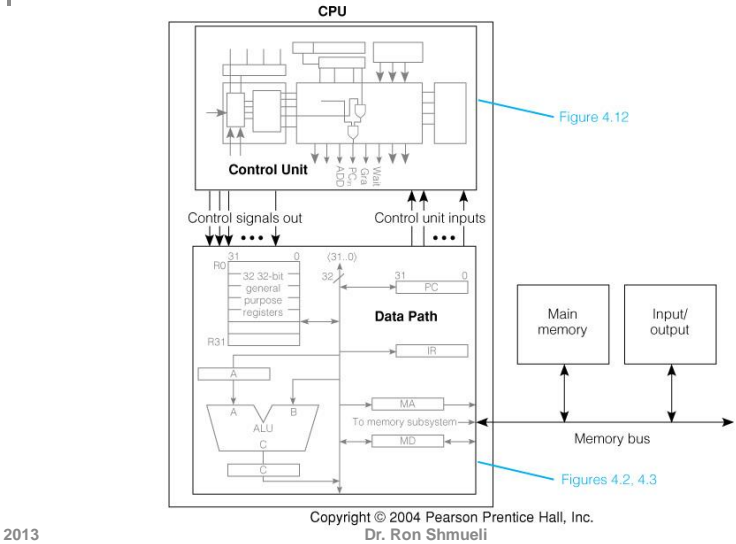 CPU
Figure 4.12
ADD
PCin
Gra
Wait
Control Unit
Control signals out
Control unit inputs
31 0
R0
32 32-bit
general
purpose
registers
R31
⟨31..0⟩
32
31 0
PC
Data Path
Main
memory
Input/
output
IR
A
A B
ALU
C
C
MA
To memory subsystem
MD
Memory bus
Figures 4.2, 4.3
Copyright © 2004 Pearson Prentice Hall, Inc.
2013
Dr. Ron Shmueli